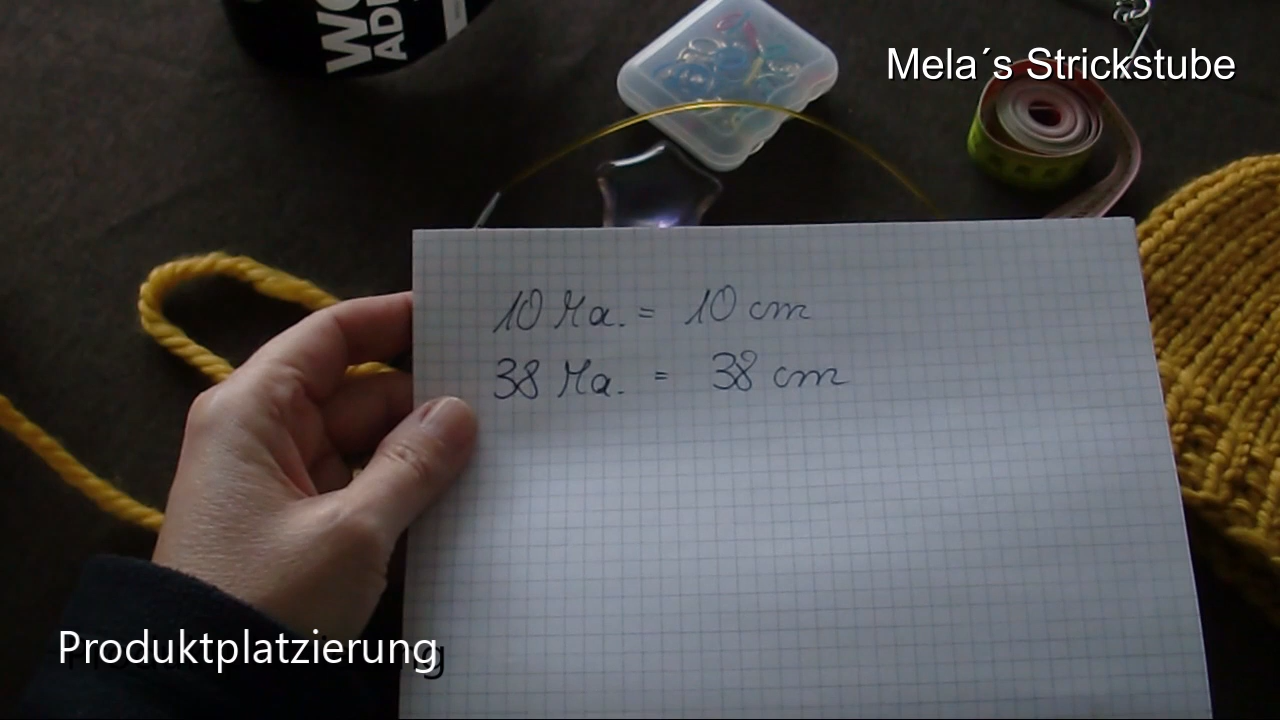 Mela´s Strickstube
10 Ma. = 10 cm
38 Ma. = 38 cm
Produktplatzierung